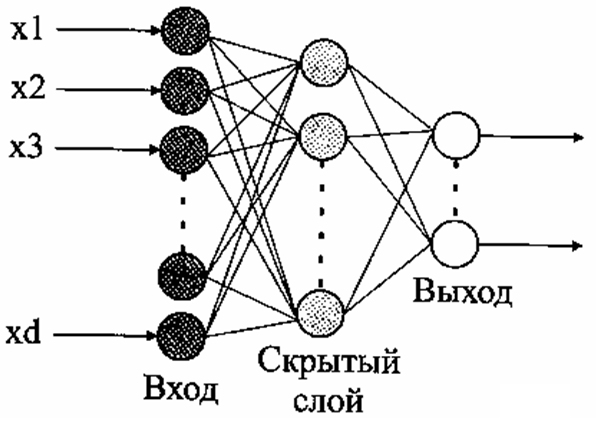 x1
x2
x3
xd
Вход
Скрытый
слой
Выход